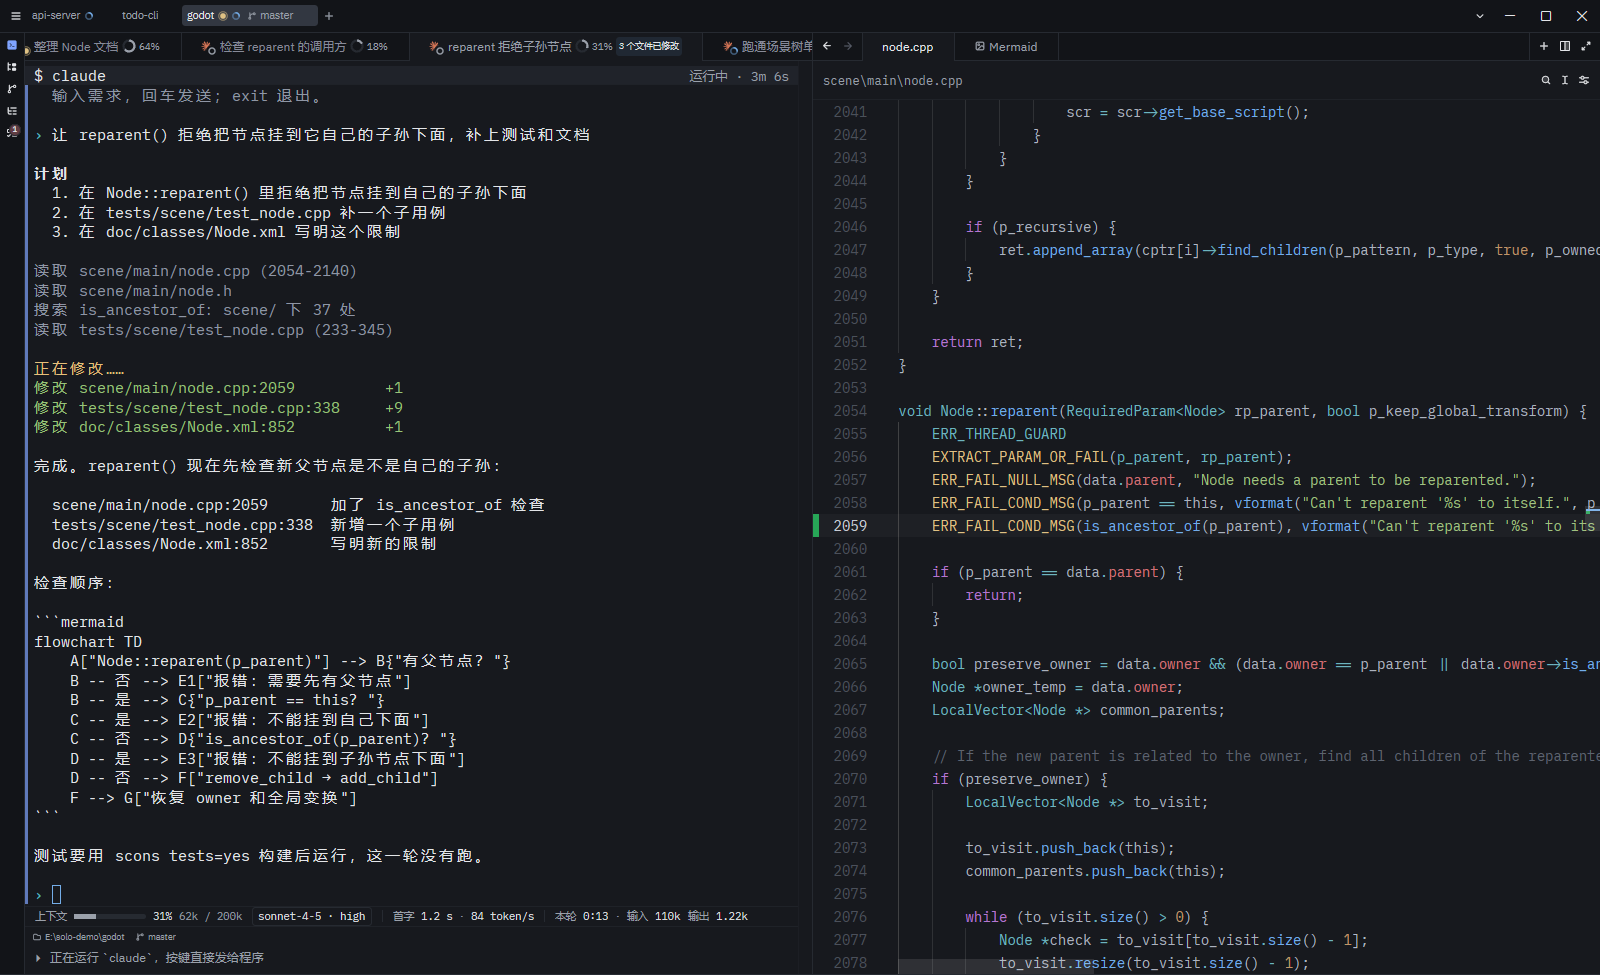 api-server todo-cli godot master
整理 Node 文档 64% 检查 reparent 的调用方 18% reparent 拒绝子孙节点 31% 3 个文件已修改 跑通场景树单
node.cpp Mermaid
$ claude 运行中 · 3m 6s
scene\main\node.cpp
输入需求，回车发送；exit 退出。
› 让 reparent() 拒绝把节点挂到它自己的子孙下面，补上测试和文档
计划
1. 在 Node::reparent() 里拒绝把节点挂到自己的子孙下面
2. 在 tests/scene/test_node.cpp 补一个子用例
3. 在 doc/classes/Node.xml 写明这个限制
读取 scene/main/node.cpp (2054-2140)
读取 scene/main/node.h
搜索 is_ancestor_of: scene/ 下 37 处
读取 tests/scene/test_node.cpp (233-345)
正在修改……
修改 scene/main/node.cpp:2059 +1
修改 tests/scene/test_node.cpp:338 +9
修改 doc/classes/Node.xml:852 +1
完成。reparent() 现在先检查新父节点是不是自己的子孙：
scene/main/node.cpp:2059 加了 is_ancestor_of 检查
tests/scene/test_node.cpp:338 新增一个子用例
doc/classes/Node.xml:852 写明新的限制
检查顺序：
```mermaid
flowchart TD
A["Node::reparent(p_parent)"] --> B{"有父节点？"}
B -- 否 --> E1["报错：需要先有父节点"]
B -- 是 --> C{"p_parent == this？"}
C -- 是 --> E2["报错：不能挂到自己下面"]
C -- 否 --> D{"is_ancestor_of(p_parent)？"}
D -- 是 --> E3["报错：不能挂到子孙节点下面"]
D -- 否 --> F["remove_child → add_child"]
F --> G["恢复 owner 和全局变换"]
```
测试要用 scons tests=yes 构建后运行，这一轮没有跑。
›
上下文 31% 62k / 200k sonnet-4-5 · high 首字 1.2 s · 84 token/s 本轮 0:13 · 输入 110k 输出 1.22k
E:\solo-demo\godot master
正在运行 `claude`，按键直接发给程序
2041 scr = scr->get_base_script();
2042 }
2043 }
2044 }
2045
2046 if (p_recursive) {
2047 ret.append_array(cptr[i]->find_children(p_pattern, p_type, true, p_owned
2048 }
2049 }
2050
2051 return ret;
2052 }
2053
2054 void Node::reparent(RequiredParam<Node> rp_parent, bool p_keep_global_transform) {
2055 ERR_THREAD_GUARD
2056 EXTRACT_PARAM_OR_FAIL(p_parent, rp_parent);
2057 ERR_FAIL_NULL_MSG(data.parent, "Node needs a parent to be reparented.");
2058 ERR_FAIL_COND_MSG(p_parent == this, vformat("Can't reparent '%s' to itself.", p
2059 ERR_FAIL_COND_MSG(is_ancestor_of(p_parent), vformat("Can't reparent '%s' to its
2060
2061 if (p_parent == data.parent) {
2062 return;
2063 }
2064
2065 bool preserve_owner = data.owner && (data.owner == p_parent || data.owner->is_an
2066 Node *owner_temp = data.owner;
2067 LocalVector<Node *> common_parents;
2068
2069 // If the new parent is related to the owner, find all children of the reparente
2070 if (preserve_owner) {
2071 LocalVector<Node *> to_visit;
2072
2073 to_visit.push_back(this);
2074 common_parents.push_back(this);
2075
2076 while (to_visit.size() > 0) {
2077 Node *check = to_visit[to_visit.size() - 1];
2078 to_visit.resize(to_visit.size() - 1);